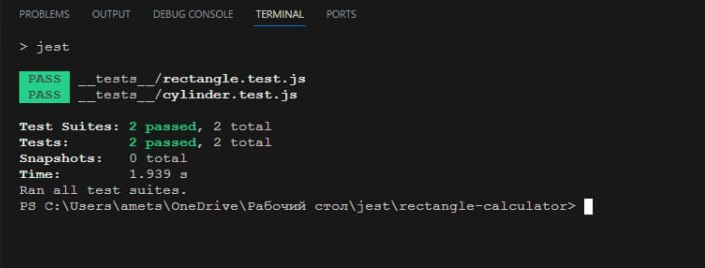 PROBLEMS OUTPUT DEBUG CONSOLE TERMINAL PORTS
> jest
PASS __tests__/rectangle.test.js
PASS __tests__/cylinder.test.js
Test Suites: 2 passed, 2 total
Tests: 2 passed, 2 total
Snapshots: 0 total
Time: 1.939 s
Ran all test suites.
PS C:\Users\amets\OneDrive\Рабочий стол\jest\rectangle-calculator>